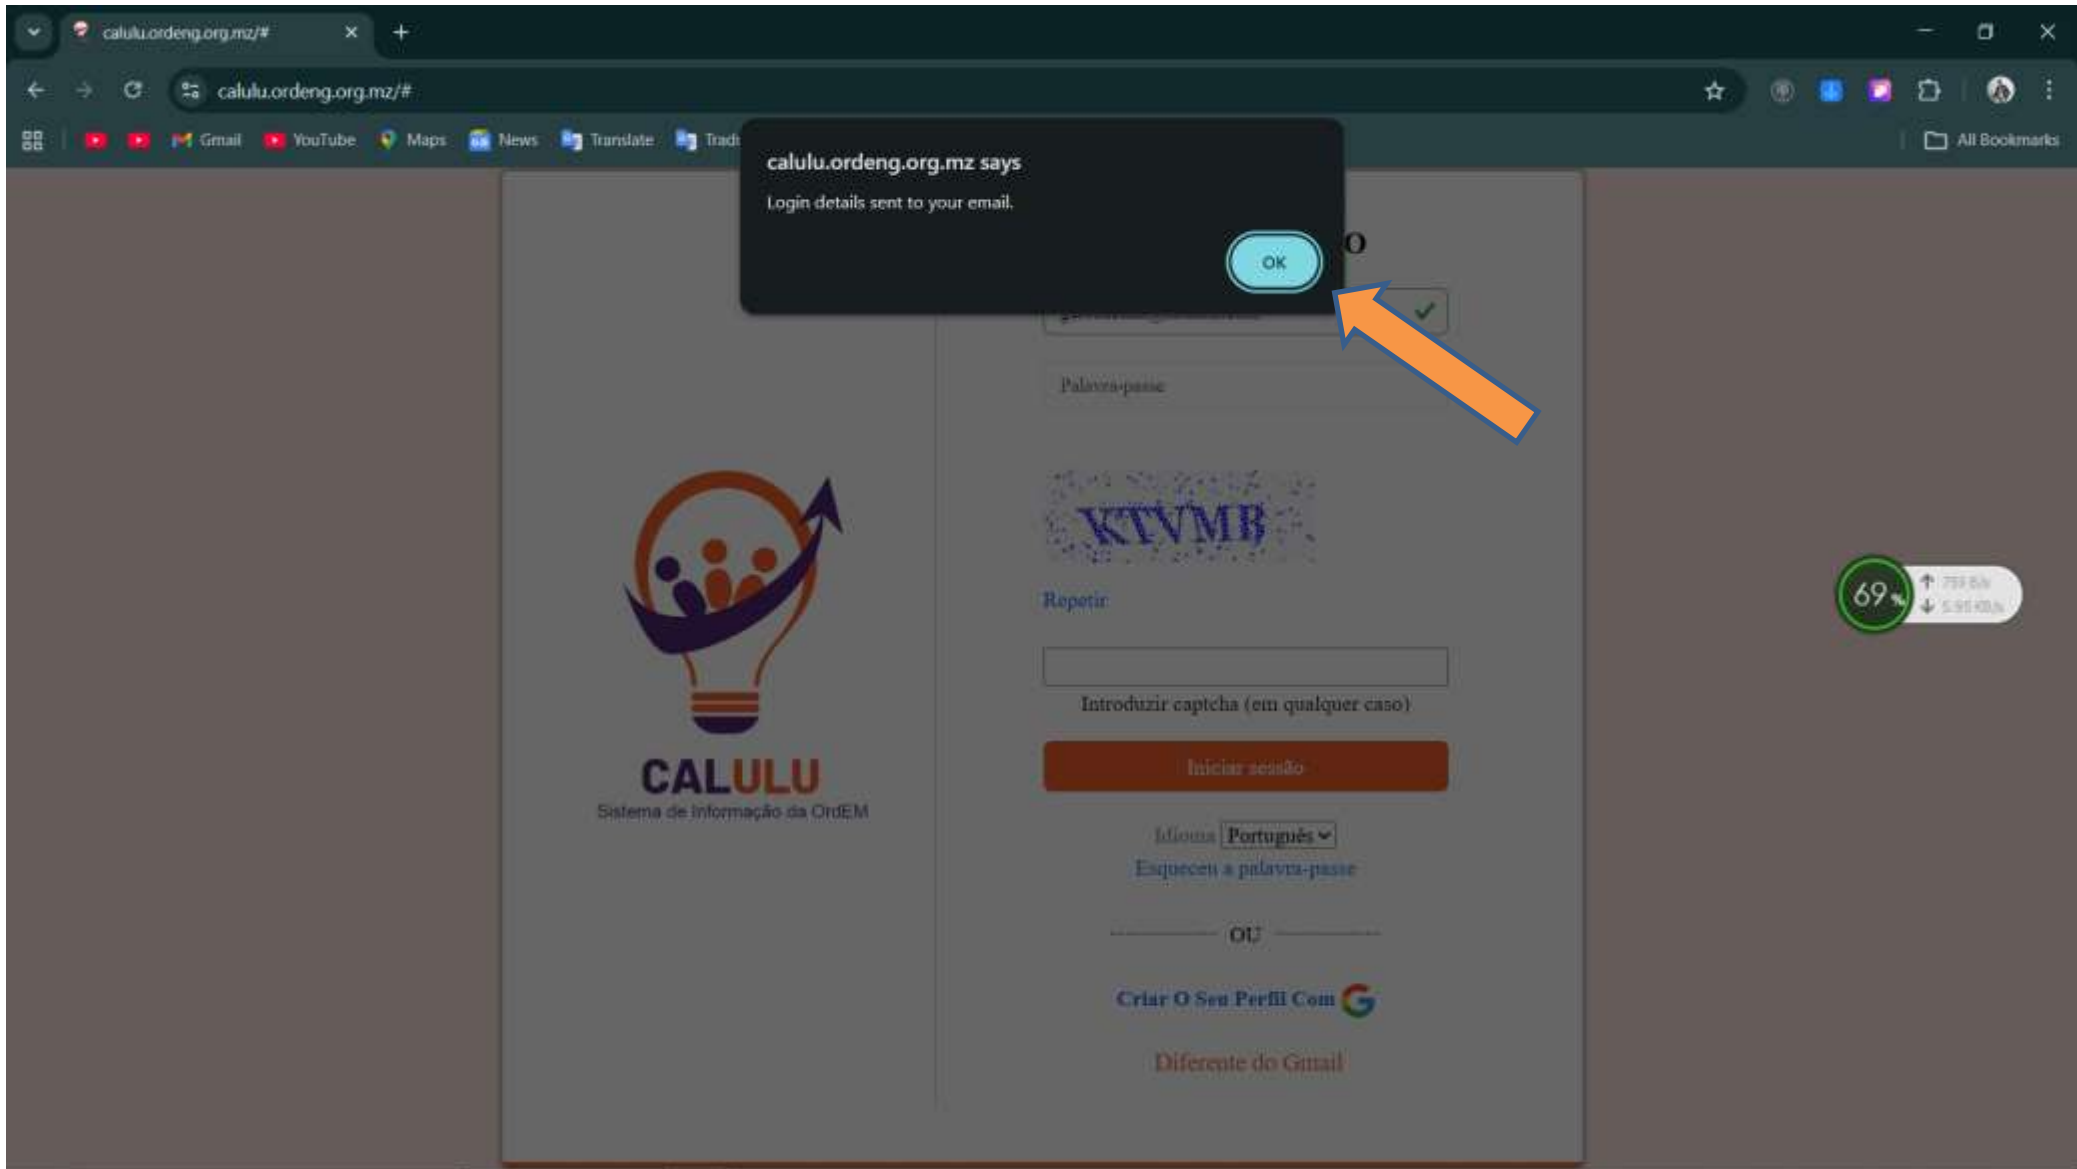 calulu.ordeng.org.mz/#
calulu.ordeng.org.mz/#
Gmail YouTube Maps News Translate All Bookmarks
calulu.ordeng.org.mz says
Login details sent to your email.
OK
O
Palavra-passe
KTVMB
Repetir
Introduzir captcha (em qualquer caso)
Iniciar sessão
Idioma Português
Esqueceu a palavra-passe
OU
Criar O Seu Perfil Com G
Diferente do Gmail
CALULU
Sistema de Informação da OrdEM
69%